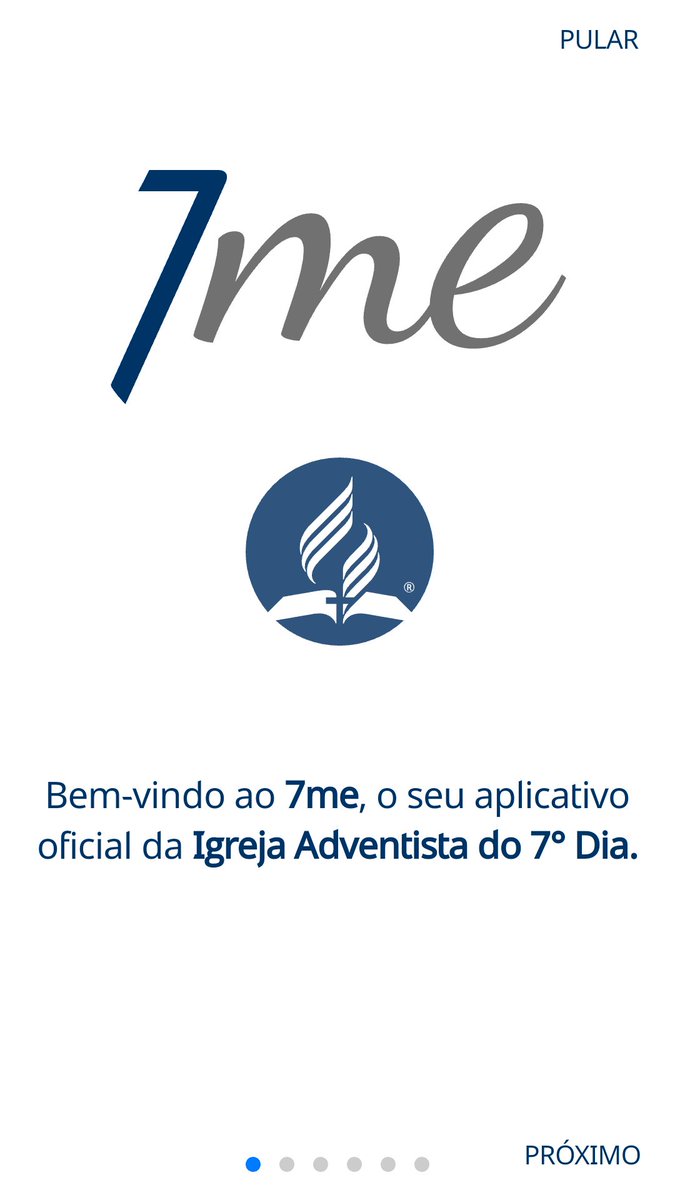 PULAR
7me
®
Bem-vindo ao 7me, o seu aplicativo
oficial da Igreja Adventista do 7° Dia.
PRÓXIMO